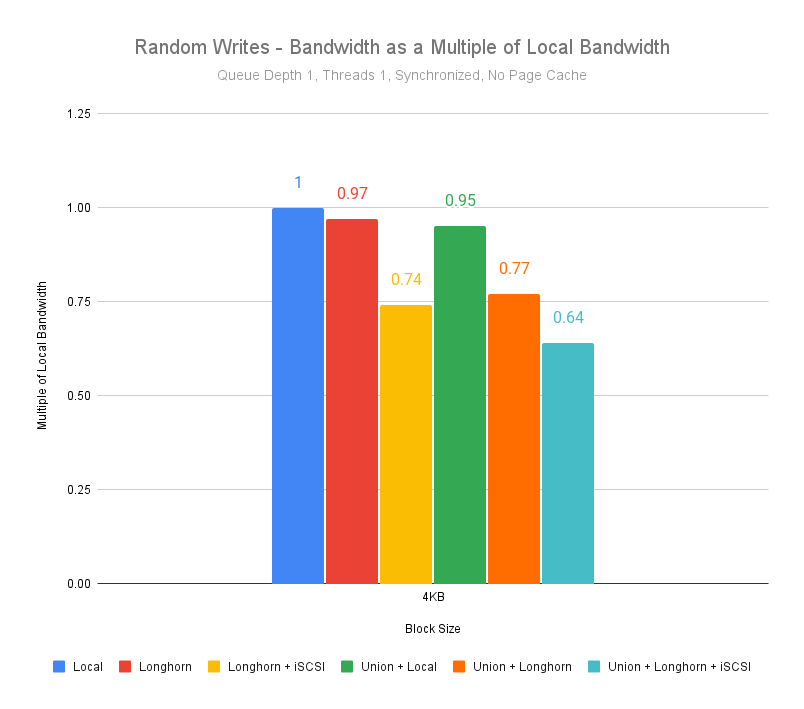 Random Writes - Bandwidth as a Multiple of Local Bandwidth
Queue Depth 1, Threads 1, Synchronized, No Page Cache
1.25
1.00
0.75
0.50
0.25
0.00
Multiple of Local Bandwidth
1
0.97
0.74
0.95
0.77
0.64
4KB
Block Size
Local
Longhorn
Longhorn + iSCSI
Union + Local
Union + Longhorn
Union + Longhorn + iSCSI